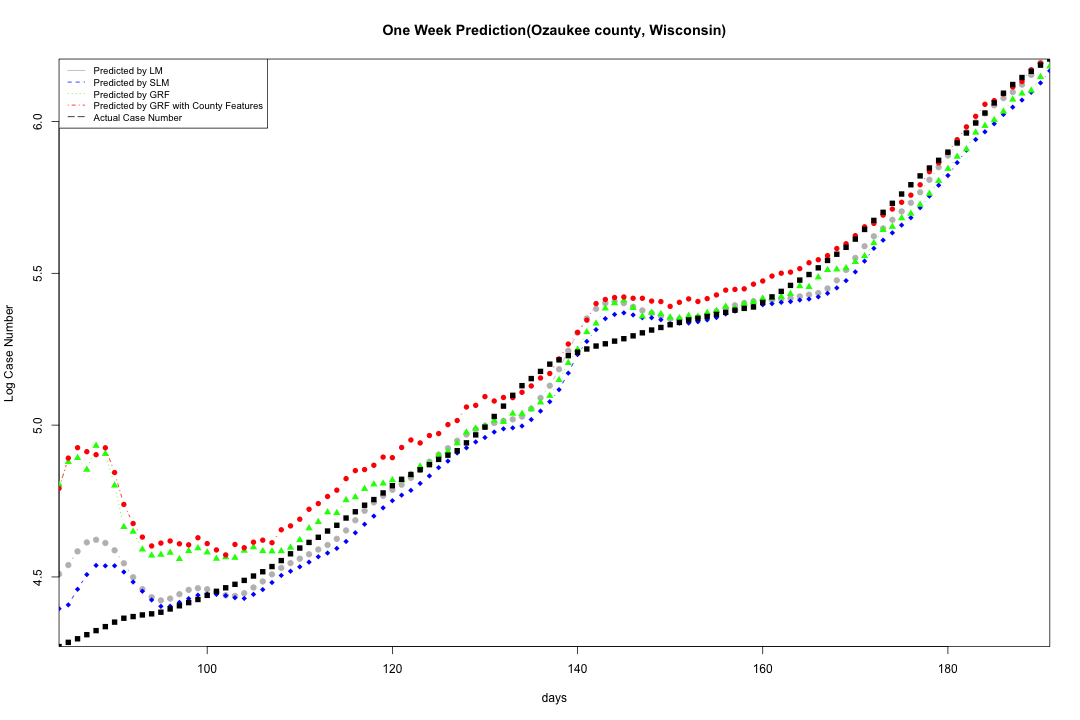 One Week Prediction(Ozaukee county, Wisconsin)
Predicted by LM
Predicted by SLM
Predicted by GRF
Predicted by GRF with County Features
Actual Case Number
Log Case Number
6.0
5.5
5.0
4.5
100 120 140 160 180
days